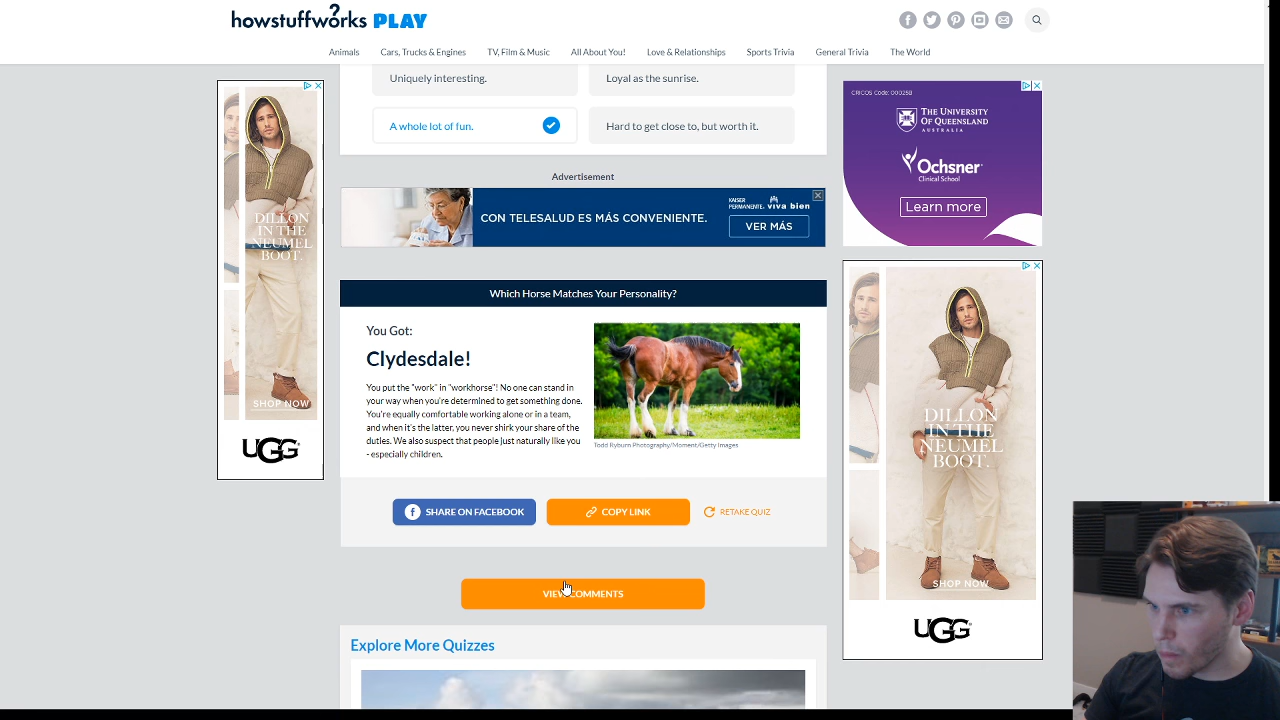 howstuffworks PLAY
Animals
Cars, Trucks & Engines
TV, Film & Music
All About You!
Love & Relationships
Sports Trivia
General Trivia
The World
Uniquely interesting.
Loyal as the sunrise.
A whole lot of fun.
Hard to get close to, but worth it.
Advertisement
CON TELESALUD ES MÁS CONVENIENTE.
KAISER PERMANENTE. viva bien
VER MÁS
Which Horse Matches Your Personality?
You Got:
Clydesdale!
You put the "work" in "workhorse"! No one can stand in
your way when you're determined to get something done.
You're equally comfortable working alone or in a team,
and when it's the latter, you never shirk your share of the
duties. We also suspect that people just naturally like you
- especially children.
Todd Ryburn Photography/Moment/Getty Images
SHARE ON FACEBOOK
COPY LINK
RETAKE QUIZ
VIEW COMMENTS
Explore More Quizzes
DILLON
IN THE
NEUMEL
BOOT.
SHOP NOW
UGG
CRICOS Code: 00025B
THE UNIVERSITY
OF QUEENSLAND
AUSTRALIA
Ochsner
Clinical School
Learn more
DILLON
IN THE
NEUMEL
BOOT.
SHOP NOW
UGG